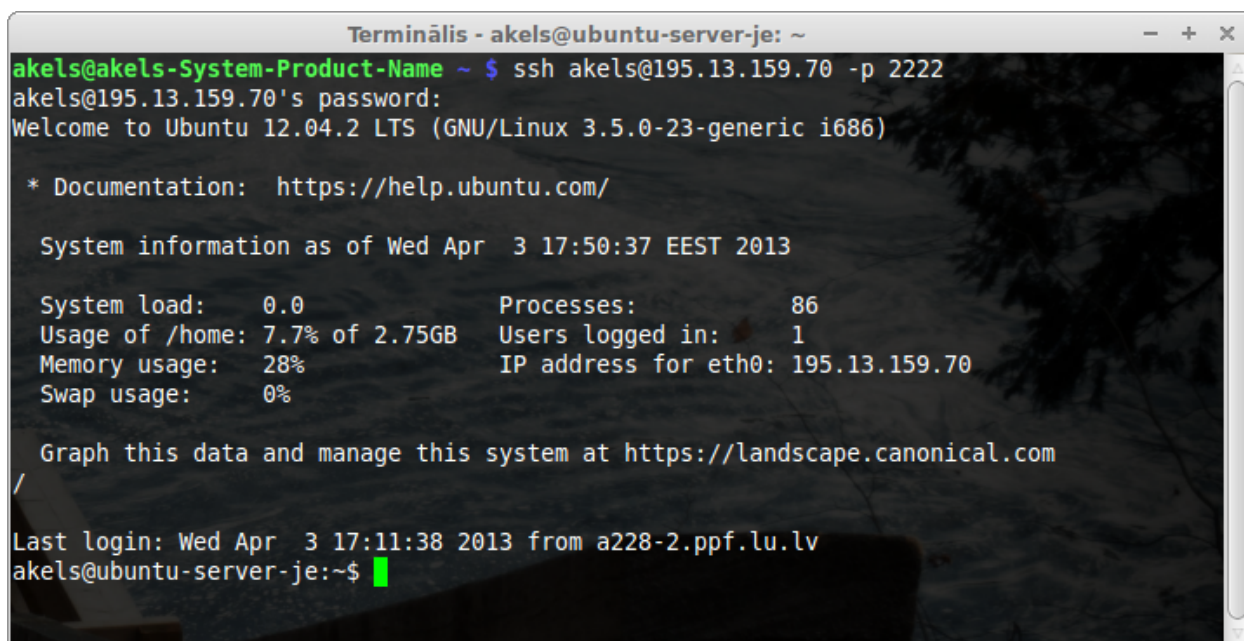 Terminālis - akels@ubuntu-server-je: ~
akels@akels-System-Product-Name ~ $ ssh akels@195.13.159.70 -p 2222
akels@195.13.159.70's password:
Welcome to Ubuntu 12.04.2 LTS (GNU/Linux 3.5.0-23-generic i686)
* Documentation:  https://help.ubuntu.com/
System information as of Wed Apr  3 17:50:37 EEST 2013
System load:    0.0                Processes:           86
Usage of /home: 7.7% of 2.75GB   Users logged in:     1
Memory usage:   28%                IP address for eth0: 195.13.159.70
Swap usage:     0%
Graph this data and manage this system at https://landscape.canonical.com
/
Last login: Wed Apr  3 17:11:38 2013 from a228-2.ppf.lu.lv
akels@ubuntu-server-je:~$